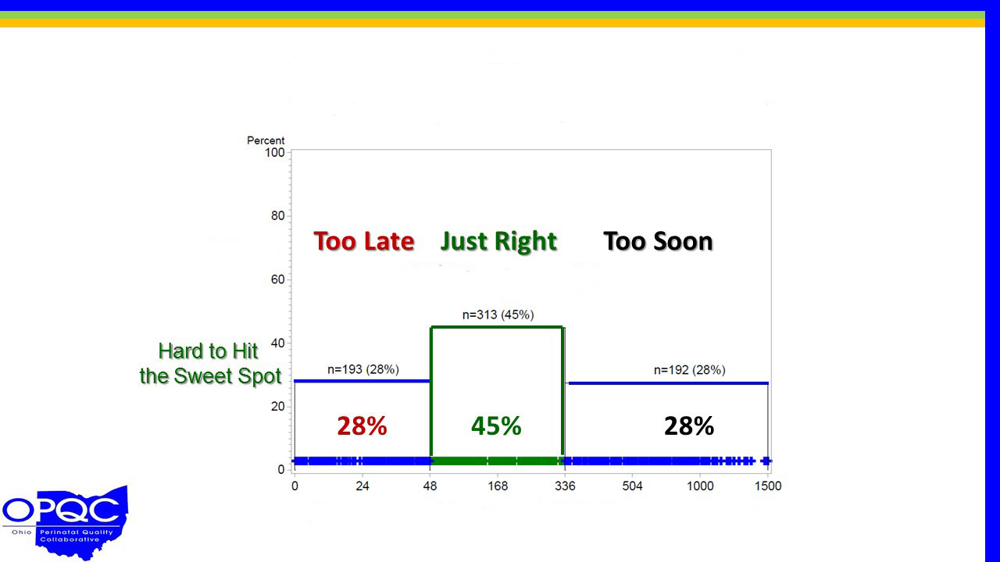 Percent
100
80
Too Late Just Right Too Soon
60
n=313 (45%)
40
Hard to Hit
the Sweet Spot
n=193 (28%)
n=192 (28%)
20
28% 45% 28%
0
0 24 48 168 336 504 1000 1500
OPQC
Ohio Perinatal Quality
Collaborative